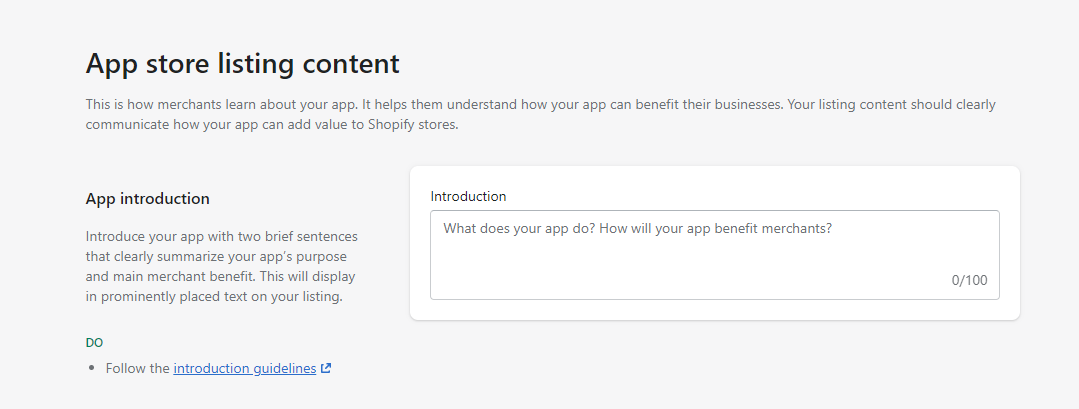 App store listing content
This is how merchants learn about your app. It helps them understand how your app can benefit their businesses. Your listing content should clearly
communicate how your app can add value to Shopify stores.
App introduction
Introduce your app with two brief sentences
that clearly summarize your app's purpose
and main merchant benefit. This will display
in prominently placed text on your listing.
DO
• Follow the introduction guidelines
Introduction
What does your app do? How will your app benefit merchants?
0/100